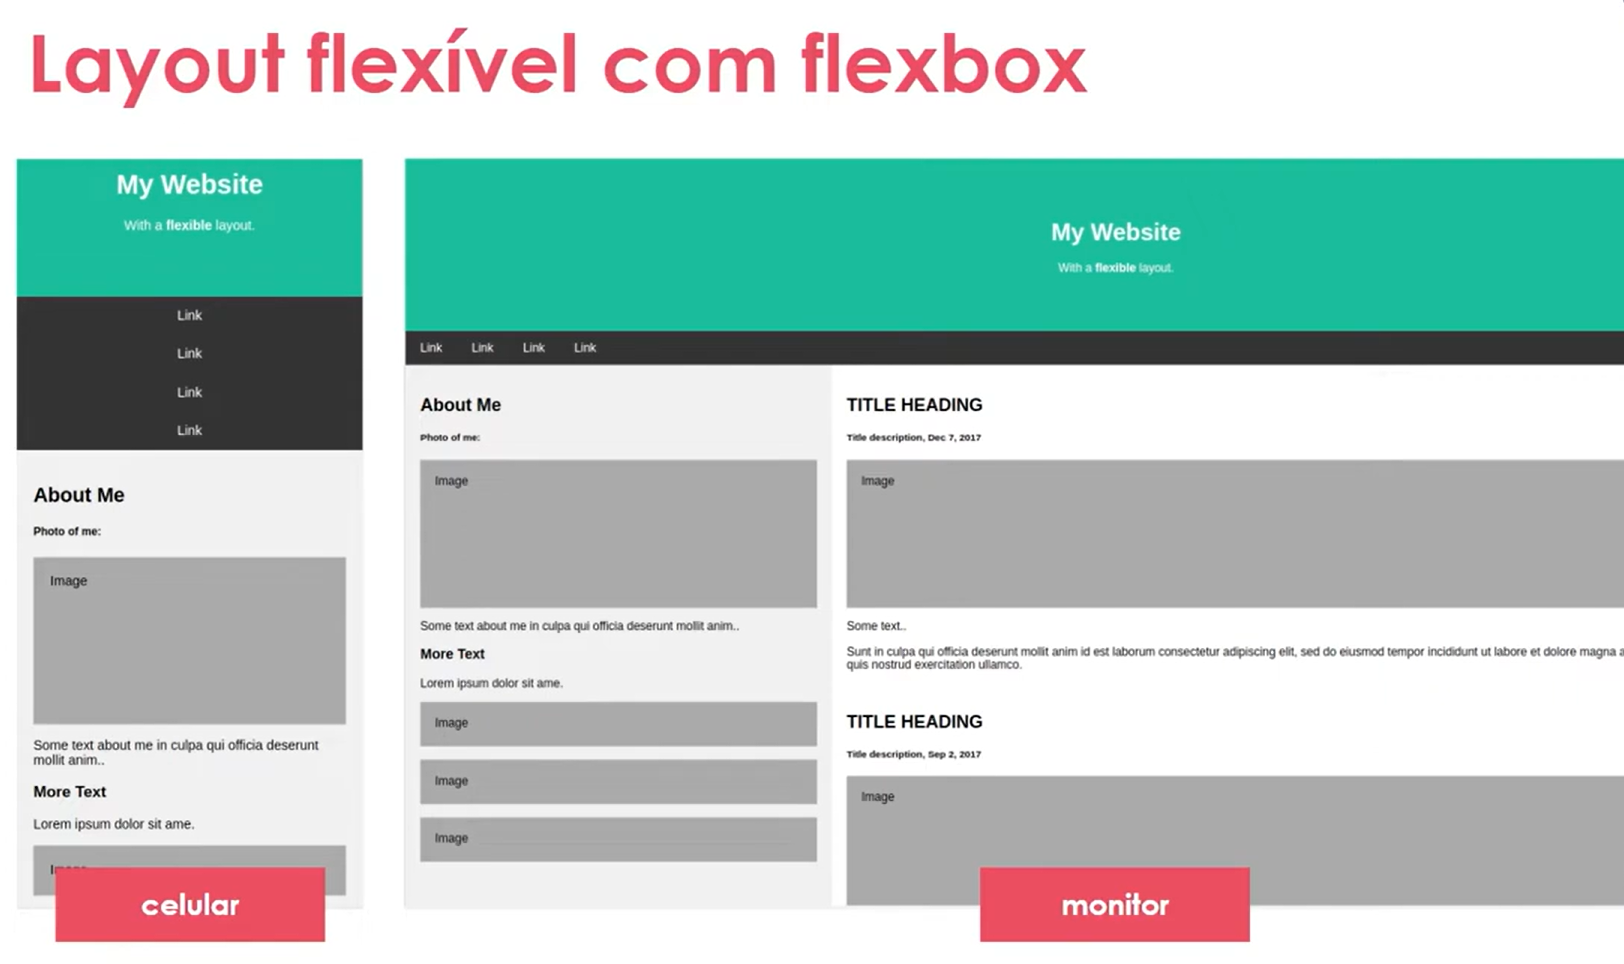 Layout flexível com flexbox
My Website
With a flexible layout.
Link
Link
Link
Link
About Me
Photo of me:
Image
Some text about me in culpa qui officia deserunt
mollit anim..
More Text
Lorem ipsum dolor sit ame.
Image
celular
My Website
With a flexible layout.
Link Link Link Link
About Me
Photo of me:
Image
Some text about me in culpa qui officia deserunt mollit anim..
More Text
Lorem ipsum dolor sit ame.
Image
Image
Image
TITLE HEADING
Title description, Dec 7, 2017
Image
Some text..
Sunt in culpa qui officia deserunt mollit anim id est laborum consectetur adipiscing elit, sed do eiusmod tempor incididunt ut labore et dolore magna
quis nostrud exercitation ullamco.
TITLE HEADING
Title description, Sep 2, 2017
Image
monitor